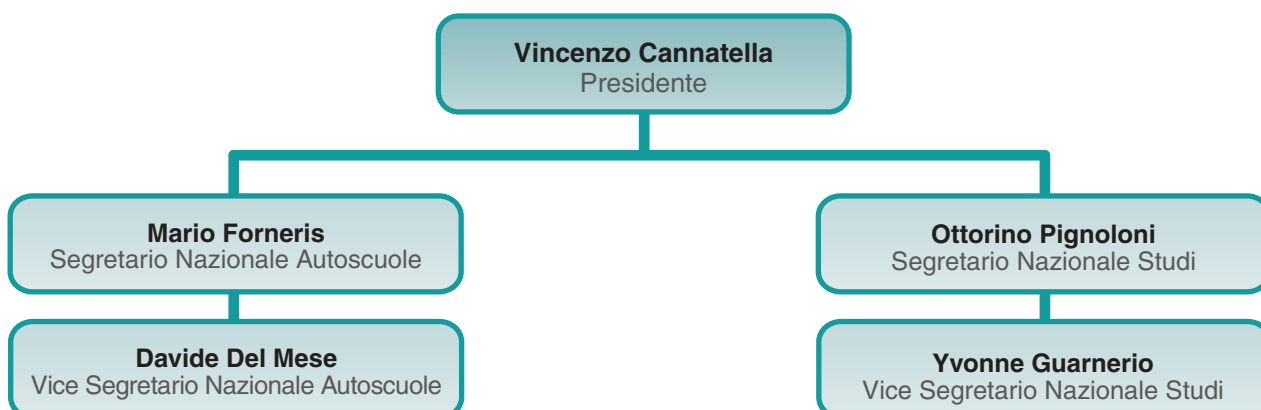 Vincenzo Cannatella
Presidente
Mario Forneris
Segretario Nazionale Autoscuole
Ottorino Pignoloni
Segretario Nazionale Studi
Davide Del Mese
Vice Segretario Nazionale Autoscuole
Yvonne Guarnerio
Vice Segretario Nazionale Studi